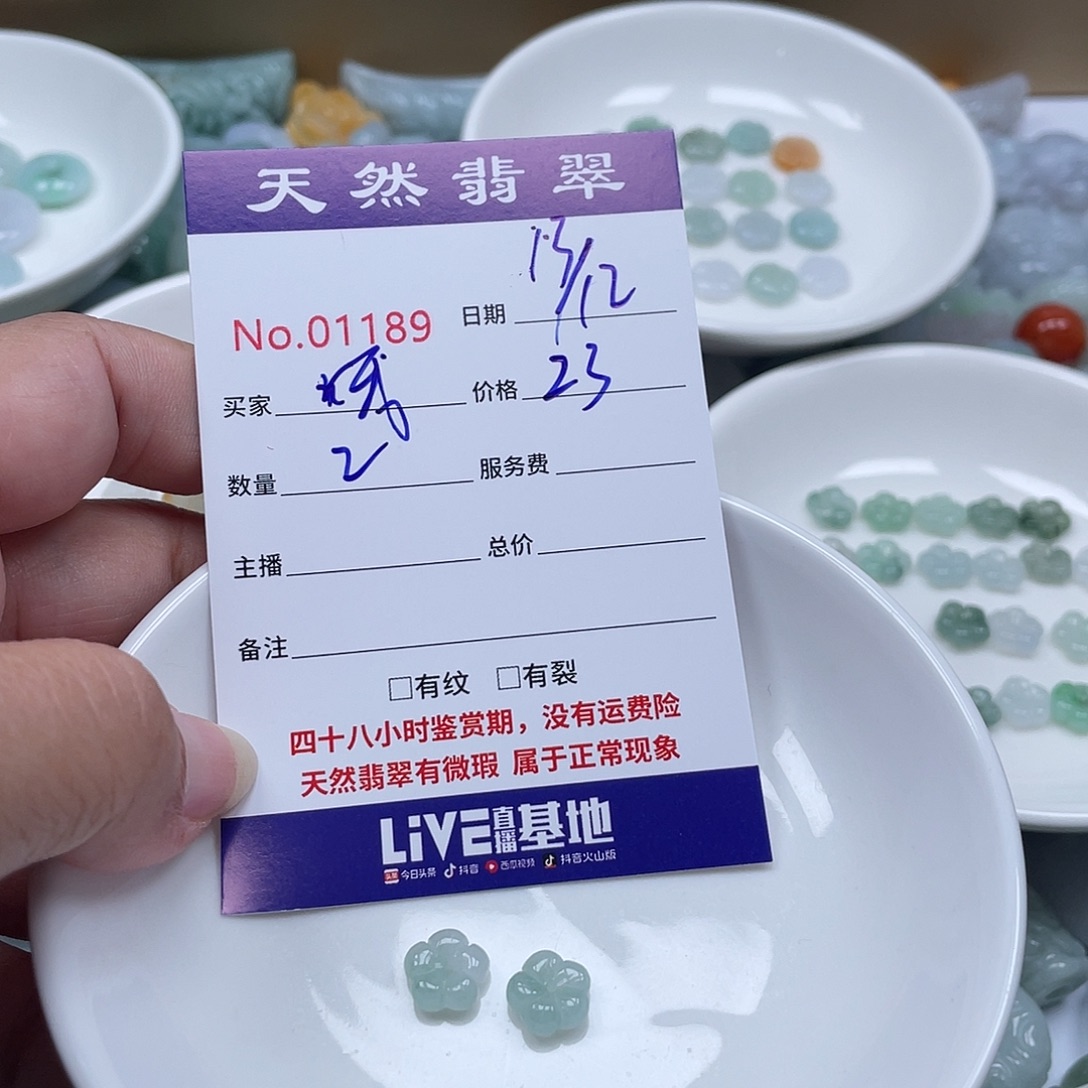 天然翡翠
No.01189 日期 13/12
买家 价格 23
数量 2 服务费
主播 总价
备注
□有纹 □有裂
四十八小时鉴赏期，没有运费险
天然翡翠有微瑕 属于正常现象
LiVE直播基地
头条 今日头条 抖音 西瓜视频 抖音火山版